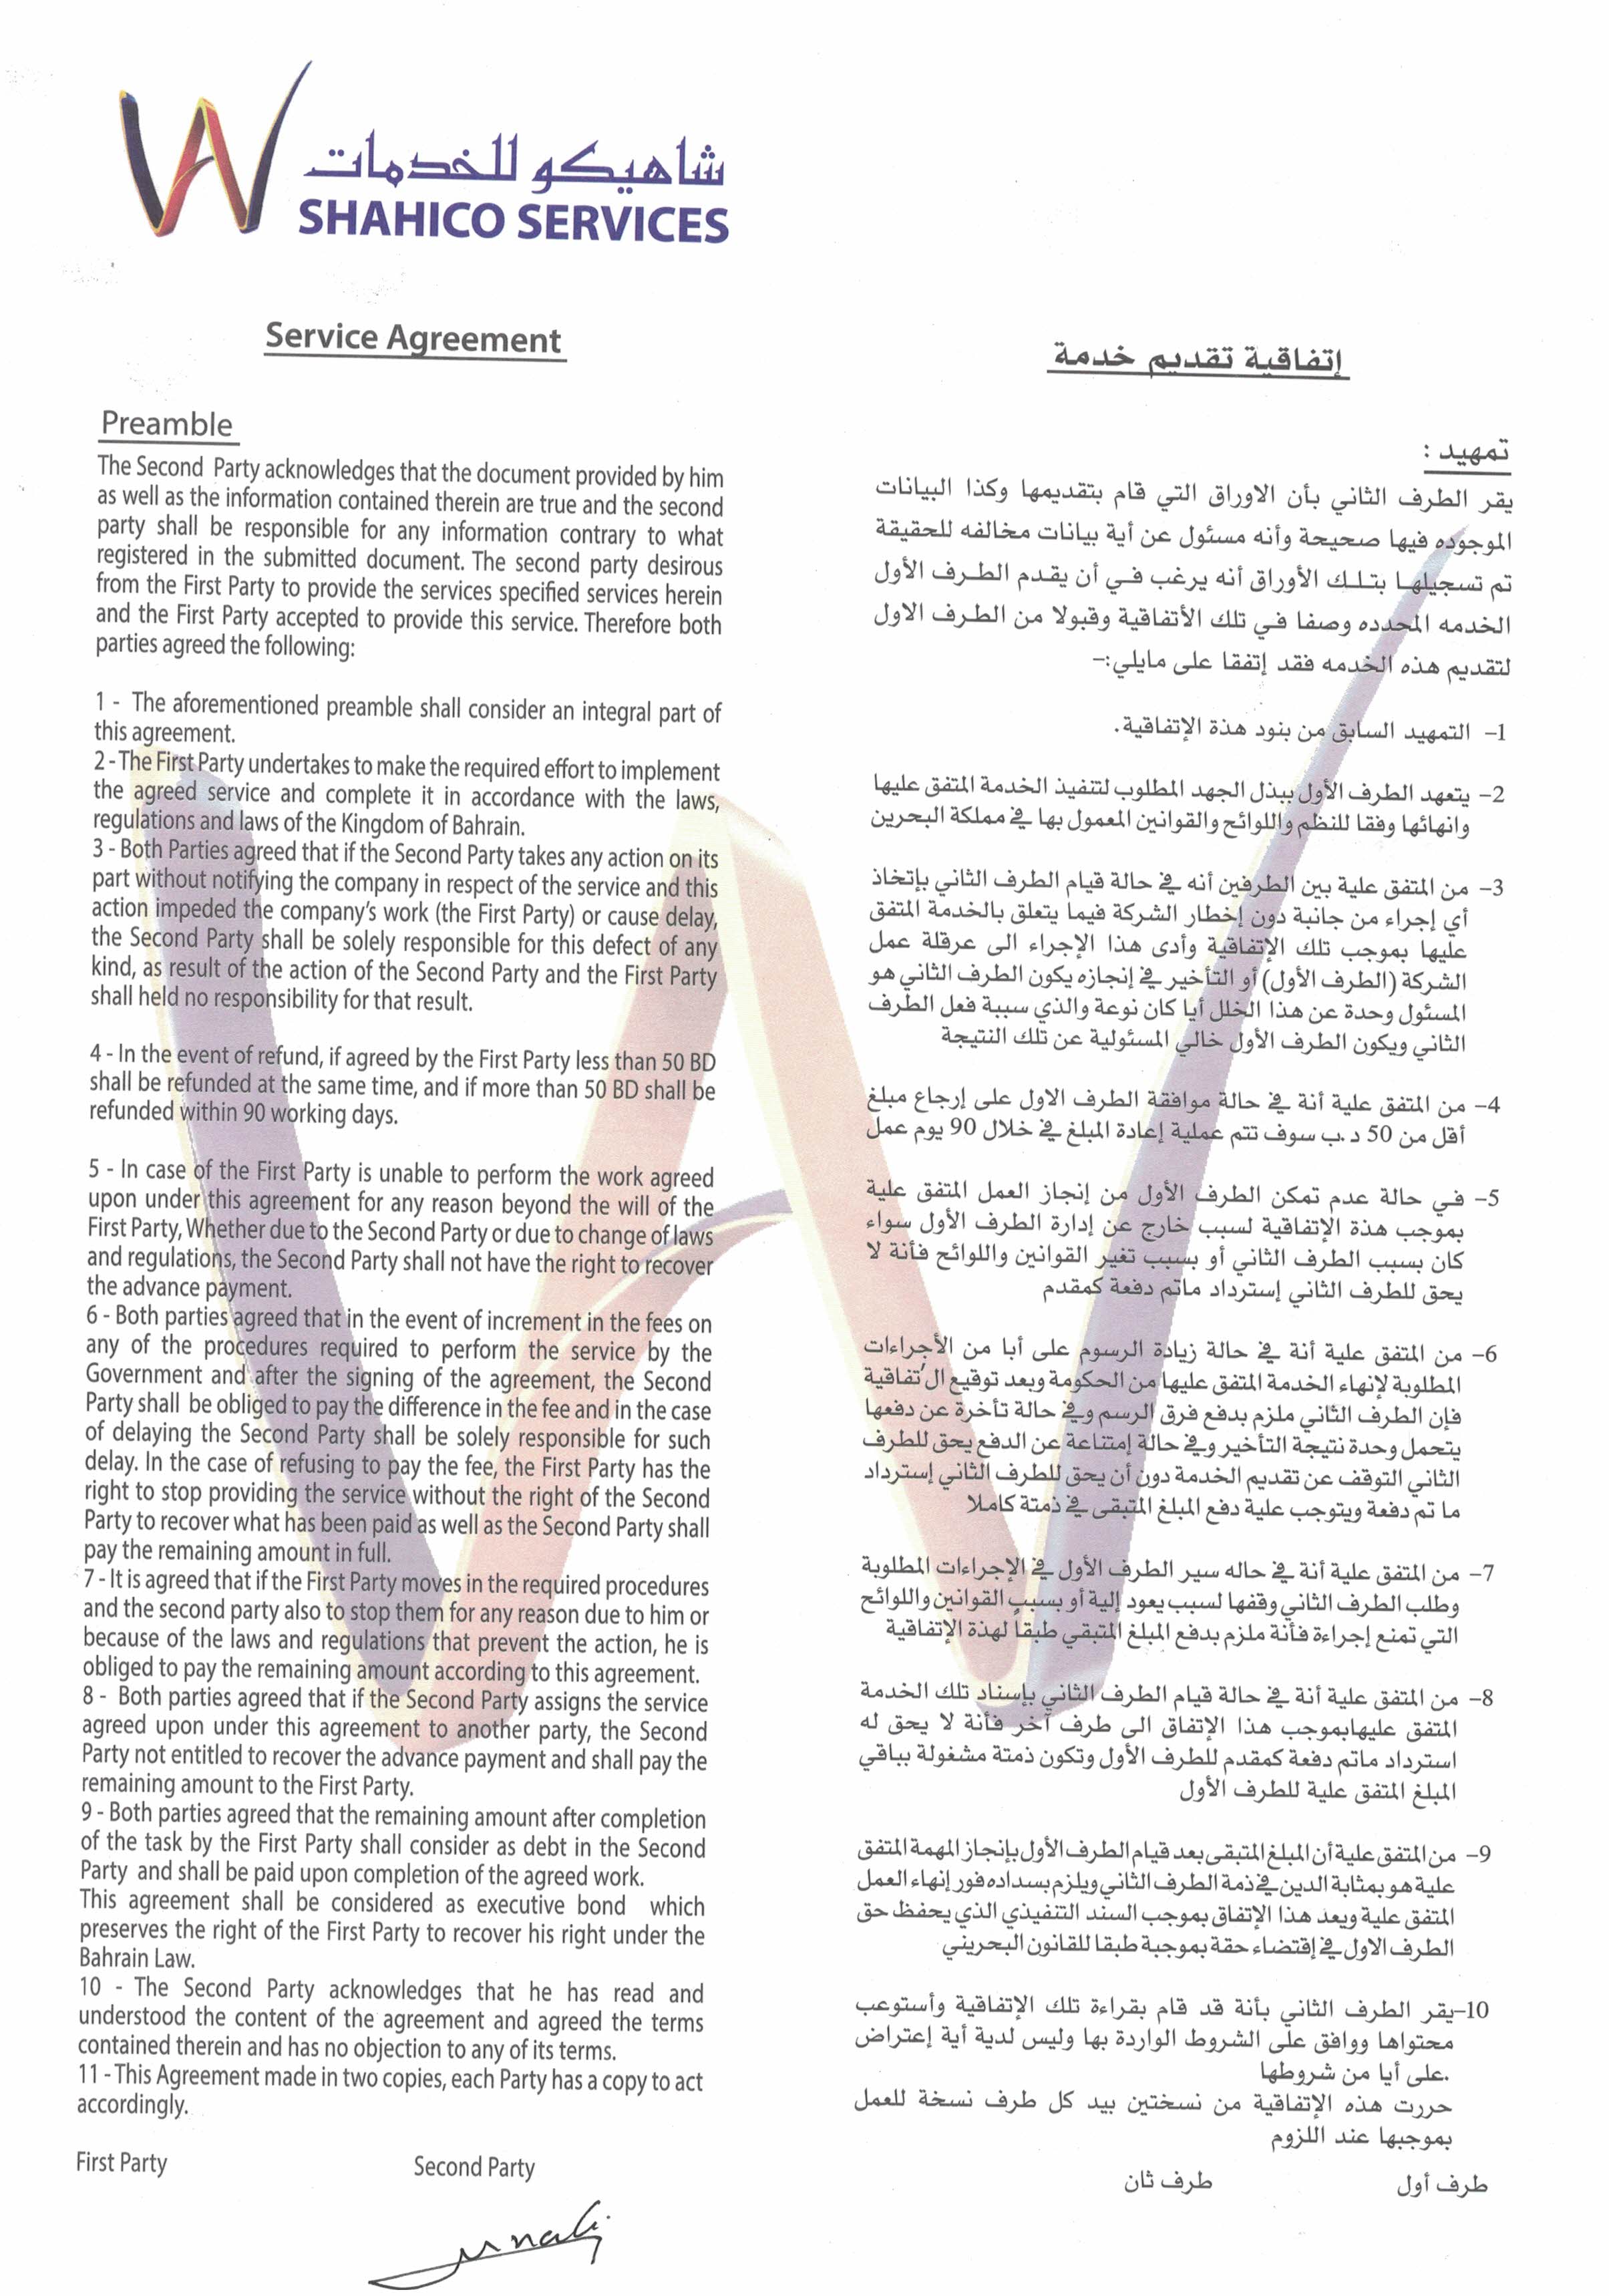 شاهيكو للخدمات
SHAHICO SERVICES
Service Agreement
Preamble
The Second Party acknowledges that the document provided by him
as well as the information contained therein are true and the second
party shall be responsible for any information contrary to what
registered in the submitted document. The second party desirous
from the First Party to provide the services specified services herein
and the First Party accepted to provide this service. Therefore both
parties agreed the following:
1 - The aforementioned preamble shall consider an integral part of
this agreement.
2 - The First Party undertakes to make the required effort to implement
the agreed service and complete it in accordance with the laws,
regulations and laws of the Kingdom of Bahrain.
3 - Both Parties agreed that if the Second Party takes any action on its
part without notifying the company in respect of the service and this
action impeded the company's work (the First Party) or cause delay,
the Second Party shall be solely responsible for this defect of any
kind, as result of the action of the Second Party and the First Party
shall held no responsibility for that result.
4 - In the event of refund, if agreed by the First Party less than 50 BD
shall be refunded at the same time, and if more than 50 BD shall be
refunded within 90 working days.
5 - In case of the First Party is unable to perform the work agreed
upon under this agreement for any reason beyond the will of the
First Party, Whether due to the Second Party or due to change of laws
and regulations, the Second Party shall not have the right to recover
the advance payment.
6 - Both parties agreed that in the event of increment in the fees on
any of the procedures required to perform the service by the
Government and after the signing of the agreement, the Second
Party shall be obliged to pay the difference in the fee and in the case
of delaying the Second Party shall be solely responsible for such
delay. In the case of refusing to pay the fee, the First Party has the
right to stop providing the service without the right of the Second
Party to recover what has been paid as well as the Second Party shall
pay the remaining amount in full.
7 - It is agreed that if the First Party moves in the required procedures
and the second party also to stop them for any reason due to him or
because of the laws and regulations that prevent the action, he is
obliged to pay the remaining amount according to this agreement.
8 - Both parties agreed that if the Second Party assigns the service
agreed upon under this agreement to another party, the Second
Party not entitled to recover the advance payment and shall pay the
remaining amount to the First Party.
9 - Both parties agreed that the remaining amount after completion
of the task by the First Party shall consider as debt in the Second
Party and shall be paid upon completion of the agreed work.
This agreement shall be considered as executive bond which
preserves the right of the First Party to recover his right under the
Bahrain Law.
10 - The Second Party acknowledges that he has read and
understood the content of the agreement and agreed the terms
contained therein and has no objection to any of its terms.
11 - This Agreement made in two copies, each Party has a copy to act
accordingly.
First Party Second Party
إتفاقية تقديم خدمة
تمهيد :
يقر الطرف الثاني بأن الاوراق التي قام بتقديمها وكذا البيانات
الموجوده فيها صحيحة وأنه مسئول عن أية بيانات مخالفه للحقيقة
تم تسجيلها بتلك الأوراق أنه يرغب في أن يقدم الطرف الأول
الخدمه المحدده وصفا في تلك الأتفاقية وقبولا من الطرف الاول
لتقديم هذه الخدمه فقد إتفقا على مايلي:-
1- التمهيد السابق من بنود هذة الإتفاقية.
2- يتعهد الطرف الأول ببذل الجهد المطلوب لتنفيذ الخدمة المتفق عليها
وانهائها وفقا للنظم واللوائح والقوانين المعمول بها في مملكة البحرين
3- من المتفق علية بين الطرفين أنه في حالة قيام الطرف الثاني بإتخاذ
أي إجراء من جانبة دون إخطار الشركة فيما يتعلق بالخدمة المتفق
عليها بموجب تلك الإتفاقية وأدى هذا الإجراء الى عرقلة عمل
الشركة (الطرف الأول) أو التأخير في إنجازه يكون الطرف الثاني هو
المسئول وحدة عن هذا الخلل أيا كان نوعة والذي سببة فعل الطرف
الثاني ويكون الطرف الأول خالي المسئولية عن تلك النتيجة
4- من المتفق علية أنة في حالة موافقة الطرف الاول على إرجاع مبلغ
أقل من 50 د.ب سوف تتم عملية إعادة المبلغ في خلال 90 يوم عمل
5- في حالة عدم تمكن الطرف الأول من إنجاز العمل المتفق علية
بموجب هذة الإتفاقية لسبب خارج عن إدارة الطرف الأول سواء
كان بسبب الطرف الثاني أو بسبب تغير القوانين واللوائح فأنة لا
يحق للطرف الثاني إسترداد ماتم دفعة كمقدم
6- من المتفق علية أنة في حالة زيادة الرسوم على أبا من الأجراءات
المطلوبة لإنهاء الخدمة المتفق عليها من الحكومة وبعد توقيع الُتفاقية
فإن الطرف الثاني ملزم بدفع فرق الرسم وفي حالة تأخرة عن دفعها
يتحمل وحدة نتيجة التأخير وفي حالة إمتناعة عن الدفع يحق للطرف
الثاني التوقف عن تقديم الخدمة دون أن يحق للطرف الثاني إسترداد
ما تم دفعة ويتوجب علية دفع المبلغ المتبقى في ذمتة كاملا
7- من المتفق علية أنة في حاله سير الطرف الأول في الإجراءات المطلوبة
وطلب الطرف الثاني وقفها لسبب يعود إلية أو بسبب القوانين واللوائح
التي تمنع إجراءة فأنة ملزم بدفع المبلغ المتبقي طبقاً لهذة الإتفاقية
8- من المتفق علية أنة في حالة قيام الطرف الثاني بإسناد تلك الخدمة
المتفق عليهابموجب هذا الإتفاق الى طرف آخر فأنة لا يحق له
استرداد ماتم دفعة كمقدم للطرف الأول وتكون ذمتة مشغولة بباقي
المبلغ المتفق علية للطرف الأول
9- من المتفق علية أن المبلغ المتبقى بعد قيام الطرف الأول بإنجاز المهمة المتفق
علية هو بمثابة الدين في ذمة الطرف الثاني ويلزم بسداده فور إنهاء العمل
المتفق علية ويعد هذا الإتفاق بموجب السند التنفيذي الذي يحفظ حق
الطرف الاول في إقتضاء حقة بموجبة طبقا للقانون البحريني
10-يقر الطرف الثاني بأنة قد قام بقراءة تلك الإتفاقية وأستوعب
محتواها ووافق على الشروط الواردة بها وليس لدية أية إعتراض
.على أيا من شروطها
حررت هذه الإتفاقية من نسختين بيد كل طرف نسخة للعمل
بموجبها عند اللزوم
طرف أول طرف ثان